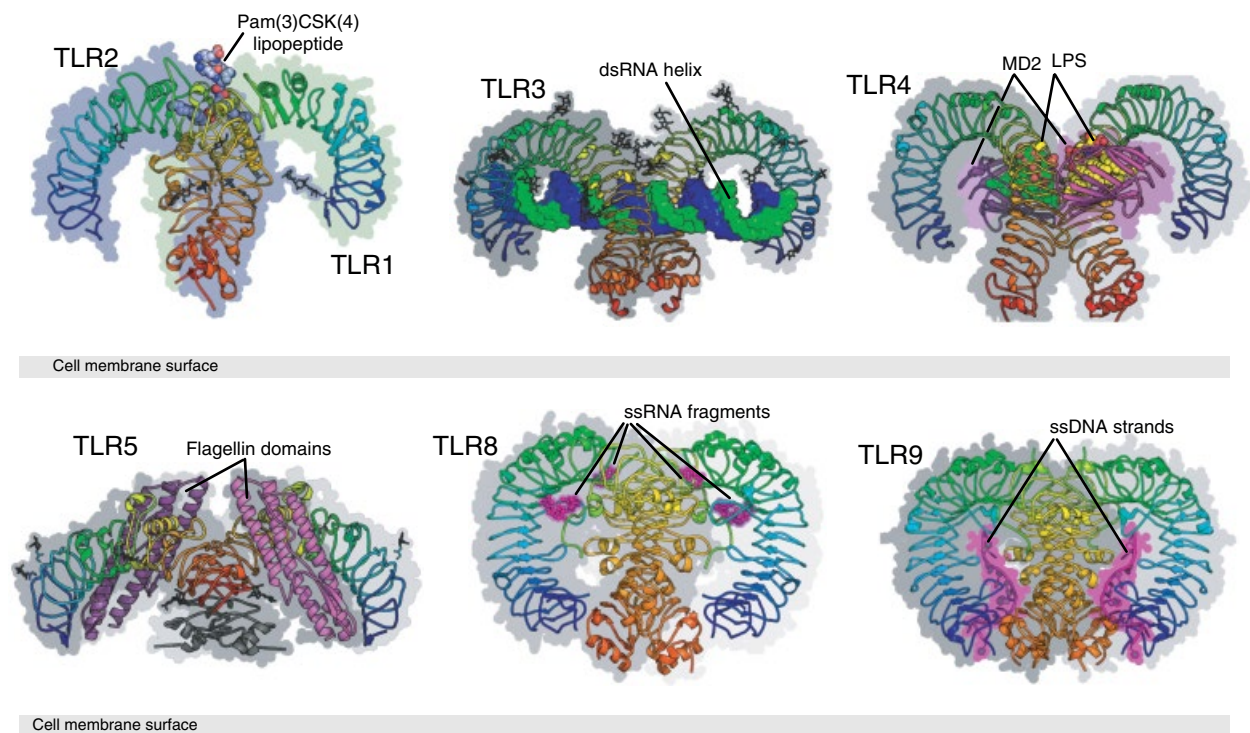 Pam(3)CSK(4)
lipopeptide
TLR2
TLR1
dsRNA helix
TLR3
MD2 LPS
TLR4
Cell membrane surface
TLR5
Flagellin domains
ssRNA fragments
TLR8
ssDNA strands
TLR9
Cell membrane surface